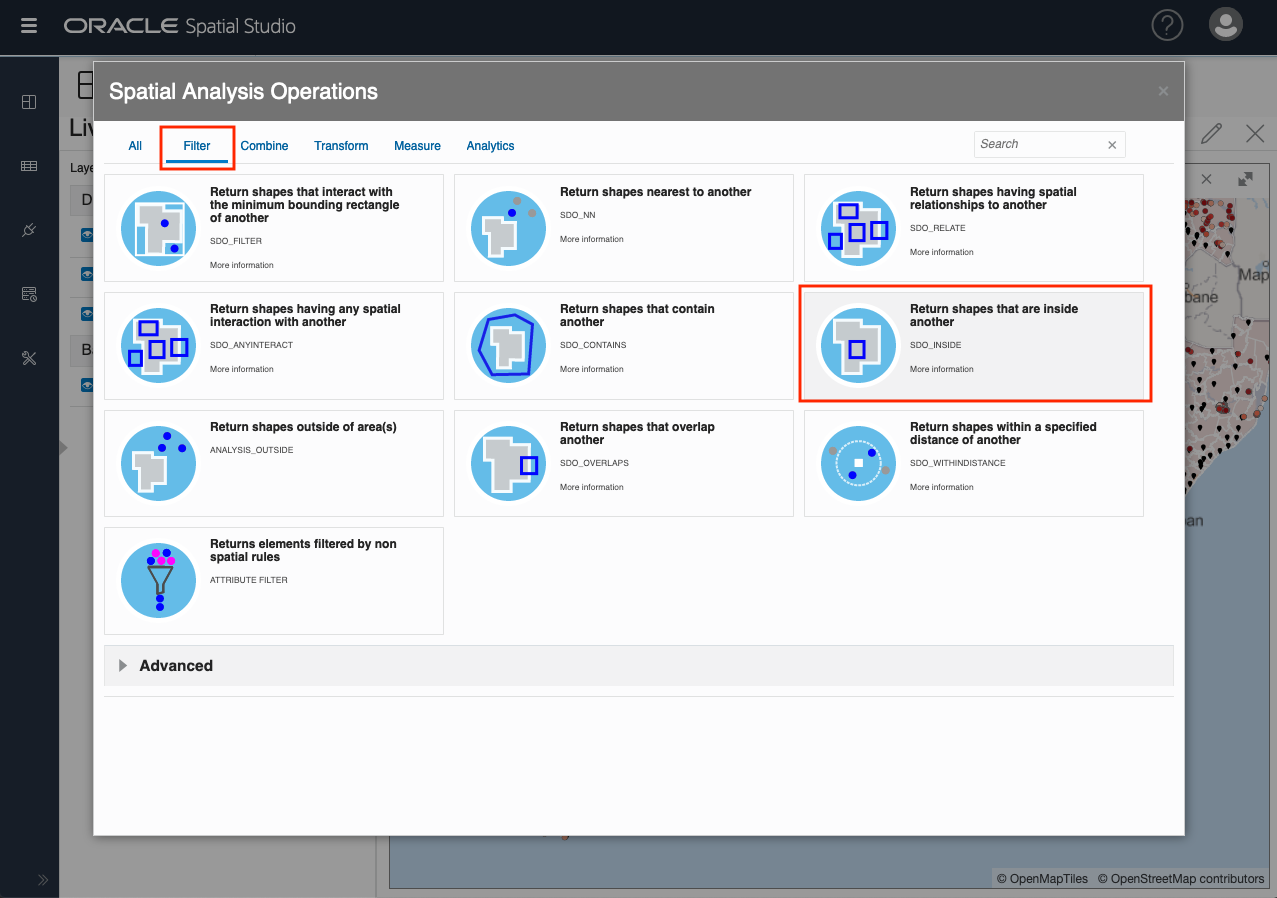 ORACLE Spatial Studio
?
Spatial Analysis Operations
All
Filter
Combine
Transform
Measure
Analytics
Search
Return shapes that interact with
the minimum bounding rectangle
of another
SDO_FILTER
More information
Return shapes nearest to another
SDO_NN
More information
Return shapes having spatial
relationships to another
SDO_RELATE
More information
Return shapes having any spatial
interaction with another
SDO_ANYINTERACT
More information
Return shapes that contain
another
SDO_CONTAINS
More information
Return shapes that are inside
another
SDO_INSIDE
More information
Return shapes outside of area(s)
ANALYSIS_OUTSIDE
Return shapes that overlap
another
SDO_OVERLAPS
More information
Return shapes within a specified
distance of another
SDO_WITHINDISTANCE
More information
Returns elements filtered by non
spatial rules
ATTRIBUTE FILTER
Advanced
© OpenMapTiles © OpenStreetMap contributors